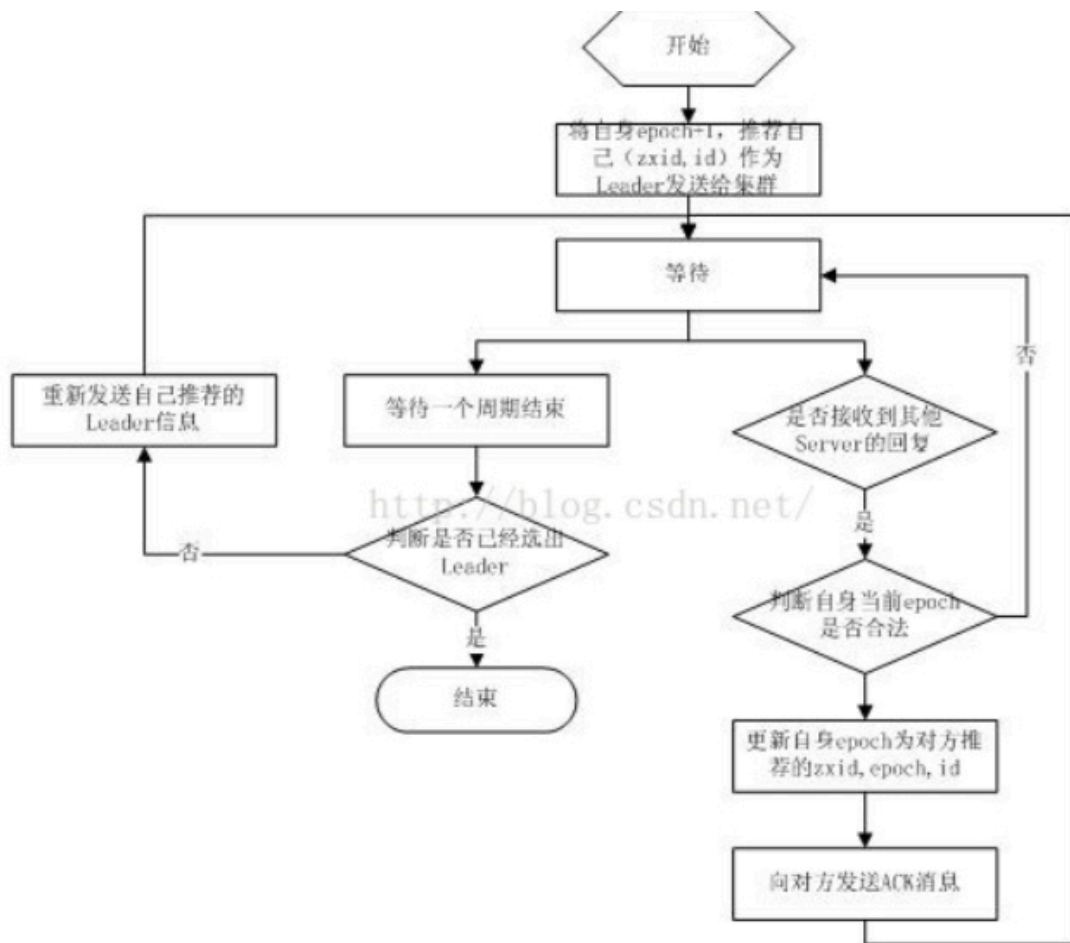 开始
将自身epoch+1，推荐自
己（zxid,id）作为
Leader发送给集群
等待
否
重新发送自己推荐的
Leader信息
等待一个周期结束
是否接收到其他
Server的回复
http://blog.csdn.net/
是
否
判断是否已经选出
Leader
判断自身当前epoch
是否合法
是
结束
更新自身epoch为对方推
荐的zxid,epoch,id
向对方发送ACK消息